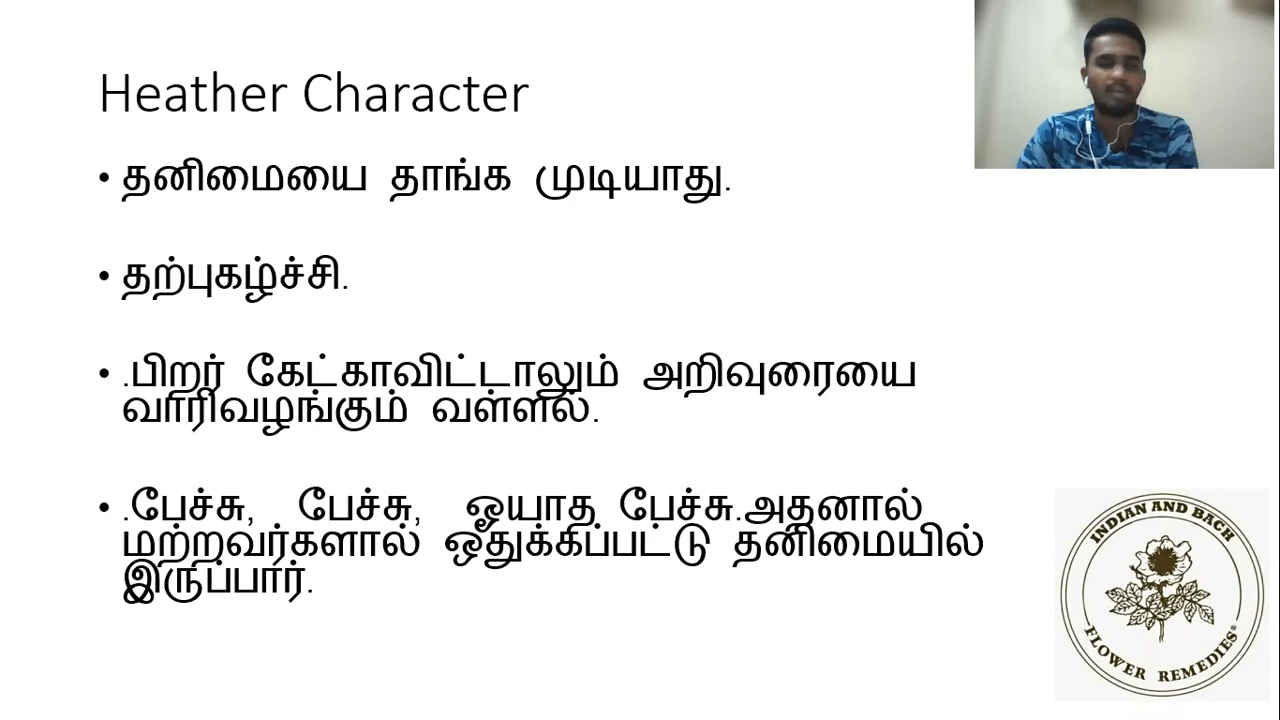 Heather Character
• தனிமையை தாங்க முடியாது.
• தற்புகழ்ச்சி.
• .பிறர் கேட்காவிட்டாலும் அறிவுரையை
வாரிவழங்கும் வள்ளல்.
• .பேச்சு, பேச்சு, ஓயாத பேச்சு.அதனால்
மற்றவர்களால் ஒதுக்கப்பட்டு தனிமையில்
இருப்பார்.
INDIAN AND BACH
FLOWER REMEDIES®